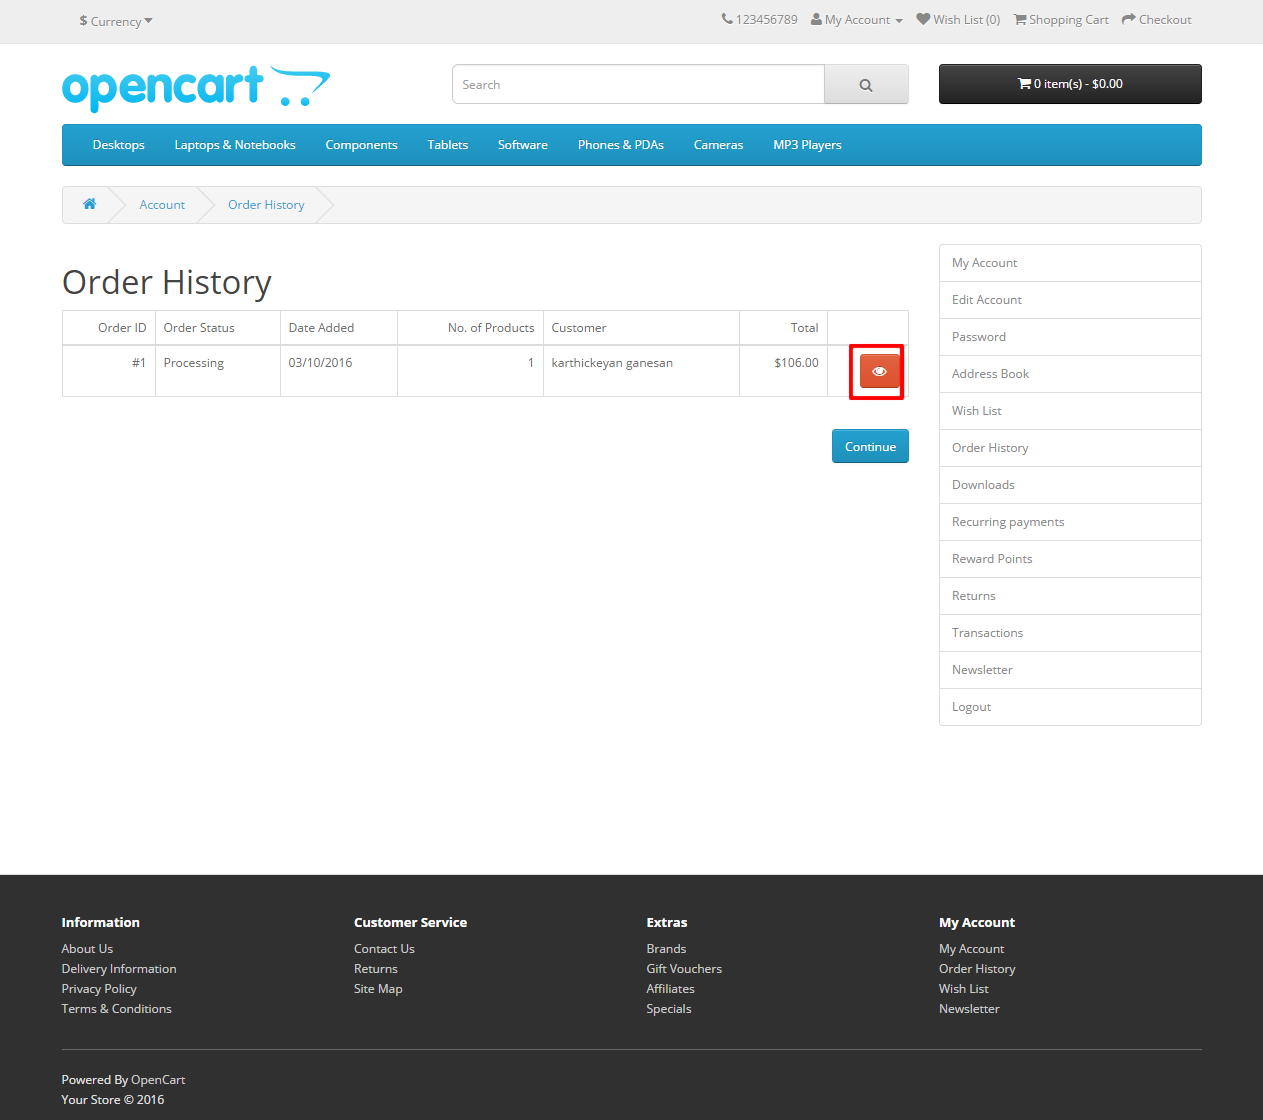 $ Currency
123456789 My Account Wish List (0) Shopping Cart Checkout
opencart
Search
0 item(s) - $0.00
Desktops Laptops & Notebooks Components Tablets Software Phones & PDAs Cameras MP3 Players
Account Order History
Order History
Order ID Order Status Date Added No. of Products Customer Total
#1 Processing 03/10/2016 1 karthickeyan ganesan $106.00
Continue
My Account
Edit Account
Password
Address Book
Wish List
Order History
Downloads
Recurring payments
Reward Points
Returns
Transactions
Newsletter
Logout
Information
About Us
Delivery Information
Privacy Policy
Terms & Conditions
Customer Service
Contact Us
Returns
Site Map
Extras
Brands
Gift Vouchers
Affiliates
Specials
My Account
My Account
Order History
Wish List
Newsletter
Powered By OpenCart
Your Store © 2016